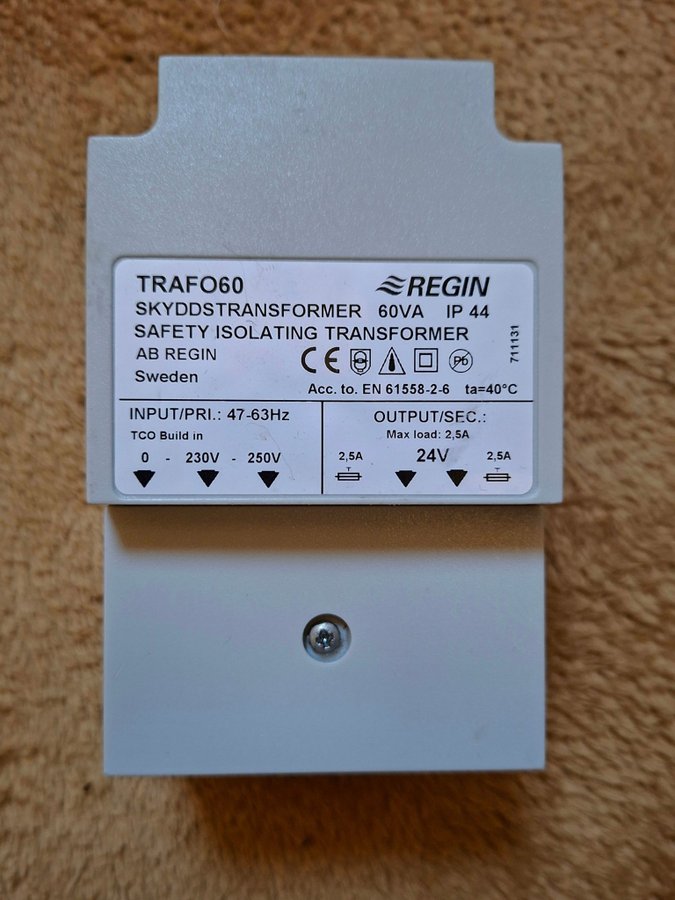 TRAFO60 REGIN
SKYDDSTRANSFORMER 60VA IP 44
SAFETY ISOLATING TRANSFORMER
AB REGIN CE Pb
Sweden
Acc. to. EN 61558-2-6 ta=40°C
711131
INPUT/PRI.: 47-63Hz
TCO Build in
0 - 230V - 250V
OUTPUT/SEC.:
Max load: 2,5A
2,5A 24V 2,5A
T T